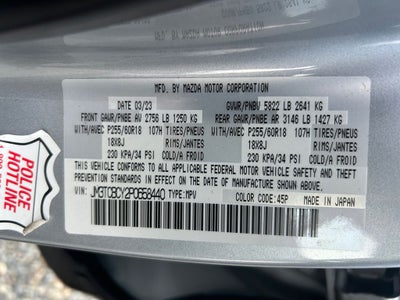 MFD. BY MAZDA MOTOR CORPORATION
DATE 03/23 GVWR/PNBV 5822 LB 2641 KG
FRONT GAWR/PNBE AV 2756 LB 1250 KG REAR GAWR/PNBE AR 3146 LB 1427 KG
WITH/AVEC P255/60R18 107H TIRES/PNEUS WITH/AVEC P255/60R18 107H TIRES/PNEUS
18X8J RIMS/JANTES 18X8J RIMS/JANTES
230 KPA/34 PSI COLD/A FROID 230 KPA/34 PSI COLD/A FROID
THIS VEHICLE CONFORMS TO ALL APPLICABLE FEDERAL MOTOR VEHICLE SAFETY, BUMPER,
AND THEFT PREVENTION STANDARDS IN EFFECT ON THE DATE OF MANUFACTURE SHOWN ABOVE.
VIN: TYPE:MPV COLOR CODE: 45P MADE IN JAPAN
POLICE
HOTLINE